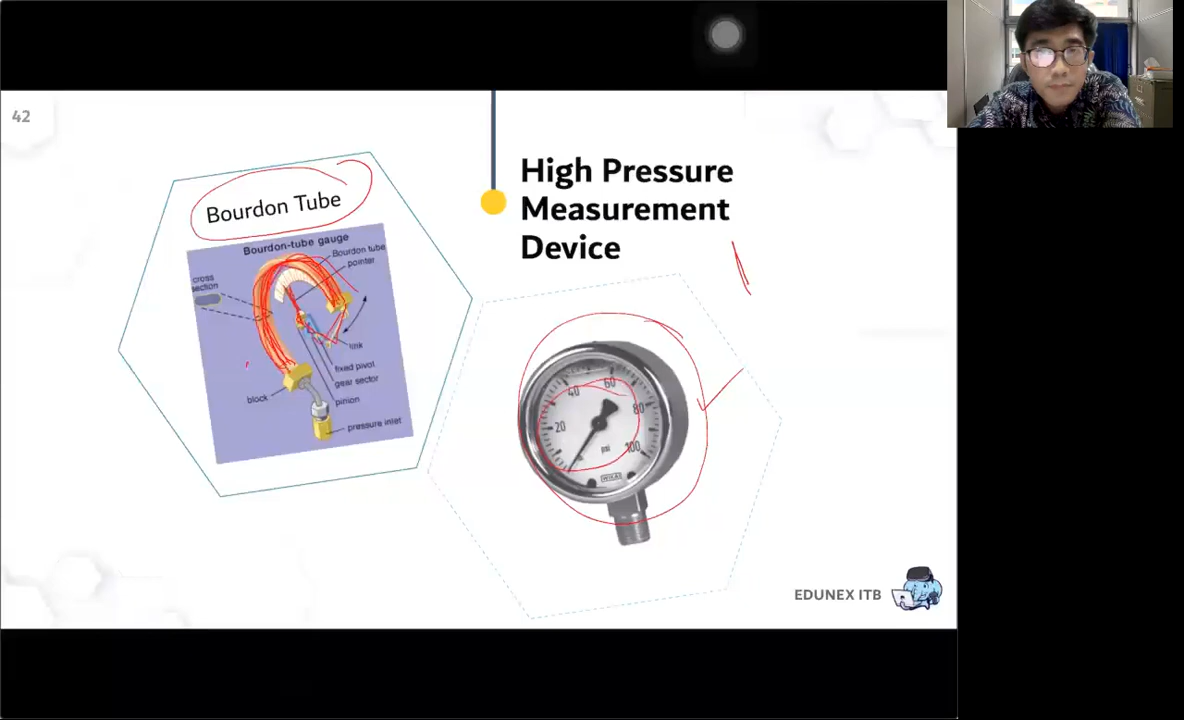 42
Bourdon Tube
Bourdon-tube gauge
Bourdon tube
pointer
cross
section
link
fixed pivot
gear sector
pinion
block
pressure inlet
High Pressure
Measurement
Device
60
40
80
20
100
psi
WIKA
EDUNEX ITB